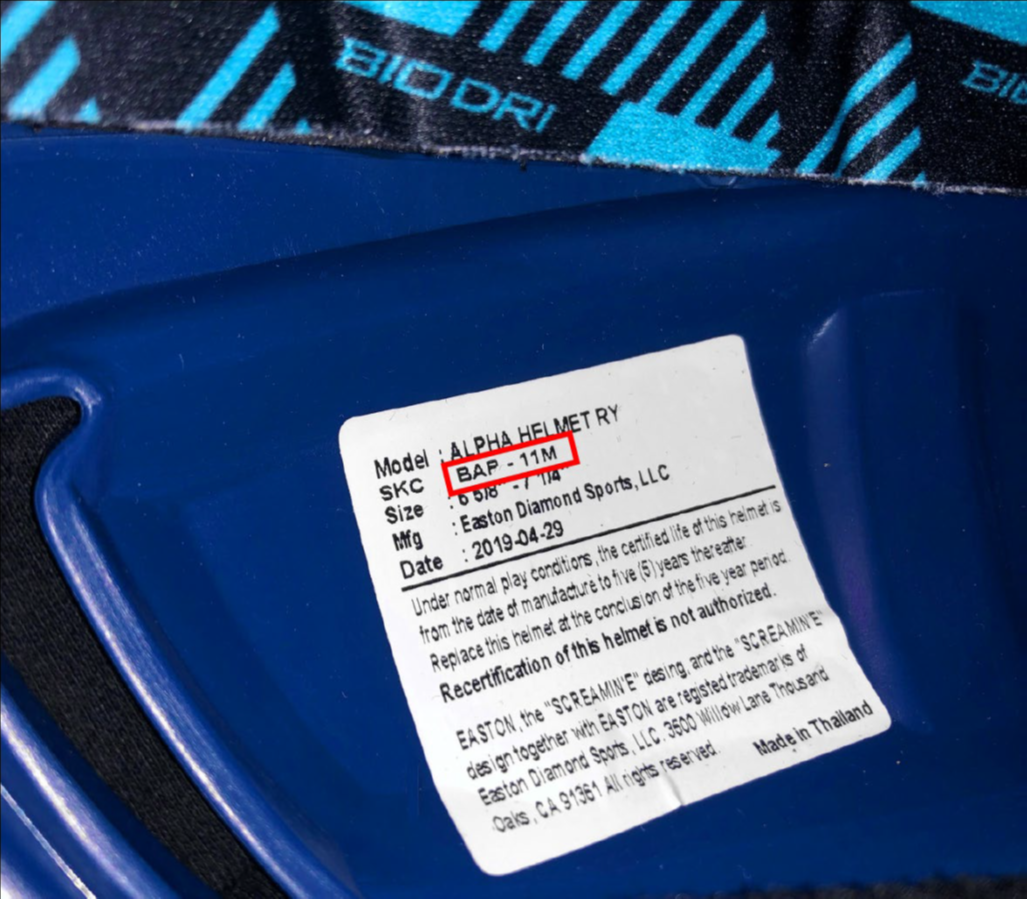 BIODRI
BIO
Model : ALPHA HELMET RY
SKC BAP - 11M
Size : 6 5/8" - 7 1/4"
Mfg : Easton Diamond Sports, LLC
Date : 2019-04-29
Under normal play conditions, the certified life of this helmet is
from the date of manufacture to five (5) years thereafter.
Replace this helmet at the conclusion of the five year period.
Recertification of this helmet is not authorized.
EASTON, the "SCREAMIN'E" desing, and the "SCREAMIN'E"
design together with EASTON are registed trademarks of
Easton Diamond Sports, LLC. 3500 Willow Lane Thousand
Oaks, CA 91361 All rights reserved.
Made in Thailand